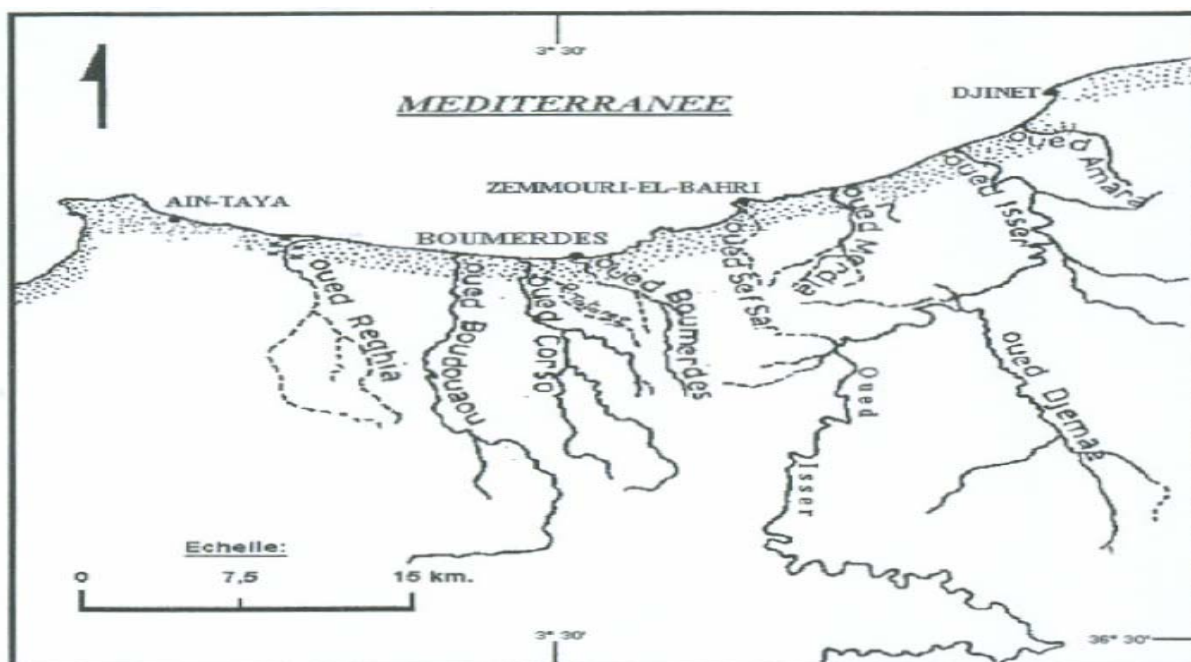 3° 30'
MEDITERRANEE
DJINET
oued Amara
ZEMMOURI-EL-BAHRI
oued Isser
AIN-TAYA
oued Me
BOUMERDES
oued Reghia
oued Boudouaou
oued Corso
oued Boumerdes
oued SefSaf
oued Djemaa
Oued
Isser
Echelle:
0 7,5 15 km.
3° 30'
36° 30'